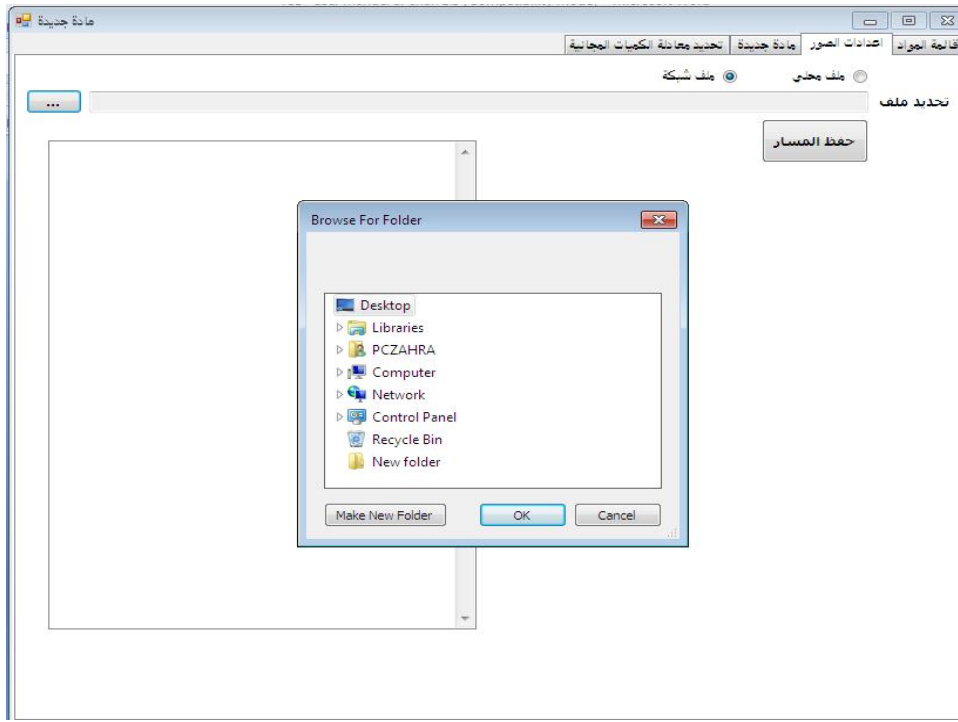 مادة جديدة
قائمة المواد
اعدادات الصور
مادة جديدة
تحديد معادلة الكميات المجانية
ملف محلي
ملف شبكة
تحديد ملف
...
حفظ المسار
Browse For Folder
Desktop
Libraries
PCZAHRA
Computer
Network
Control Panel
Recycle Bin
New folder
Make New Folder
OK
Cancel